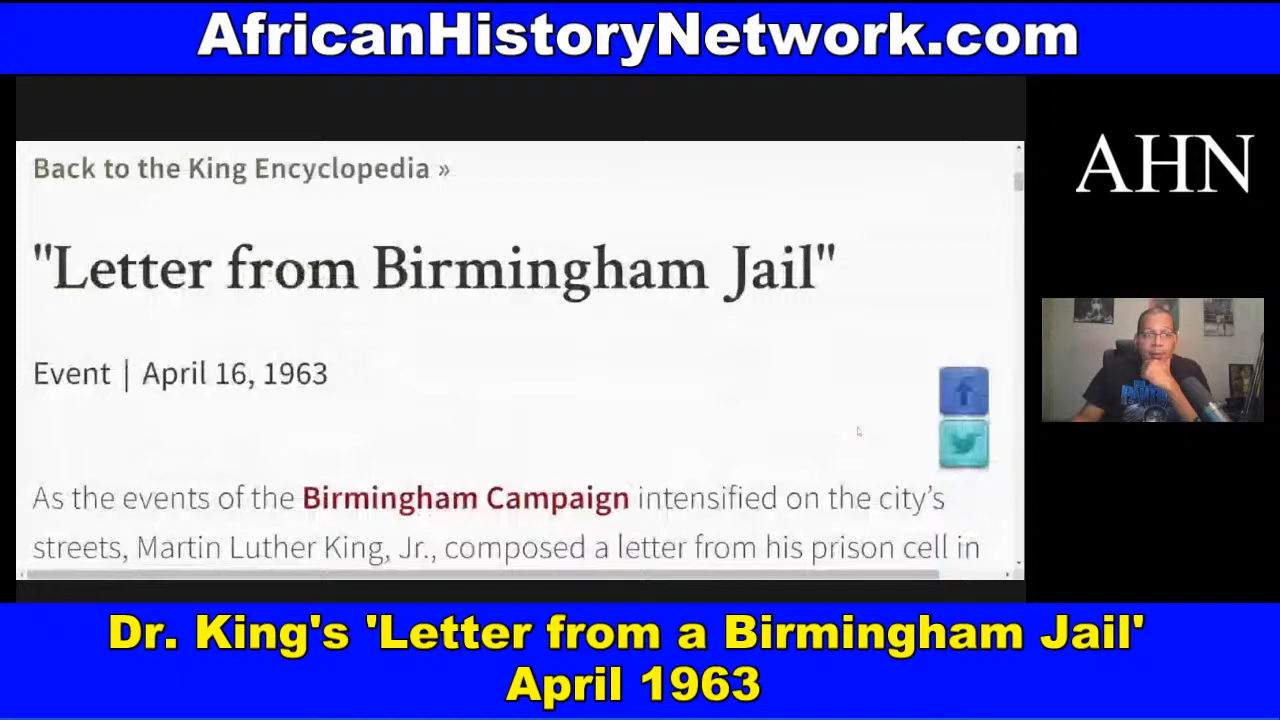 AfricanHistoryNetwork.com
AHN
Back to the King Encyclopedia »
"Letter from Birmingham Jail"
Event | April 16, 1963
As the events of the Birmingham Campaign intensified on the city’s
streets, Martin Luther King, Jr., composed a letter from his prison cell in
Dr. King's 'Letter from a Birmingham Jail'
April 1963